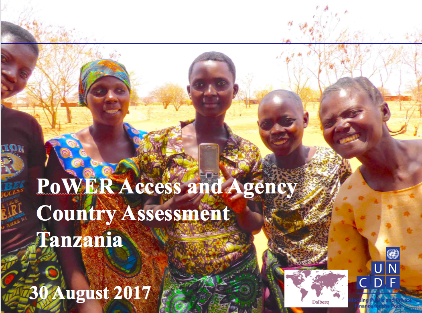 PoWER Access and Agency
Country Assessment
Tanzania
30 August 2017
Dalberg
UN
CDF